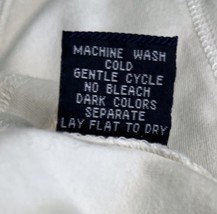 MACHINE WASH
COLD
GENTLE CYCLE
NO BLEACH
DARK COLORS
SEPARATE
LAY FLAT TO DRY